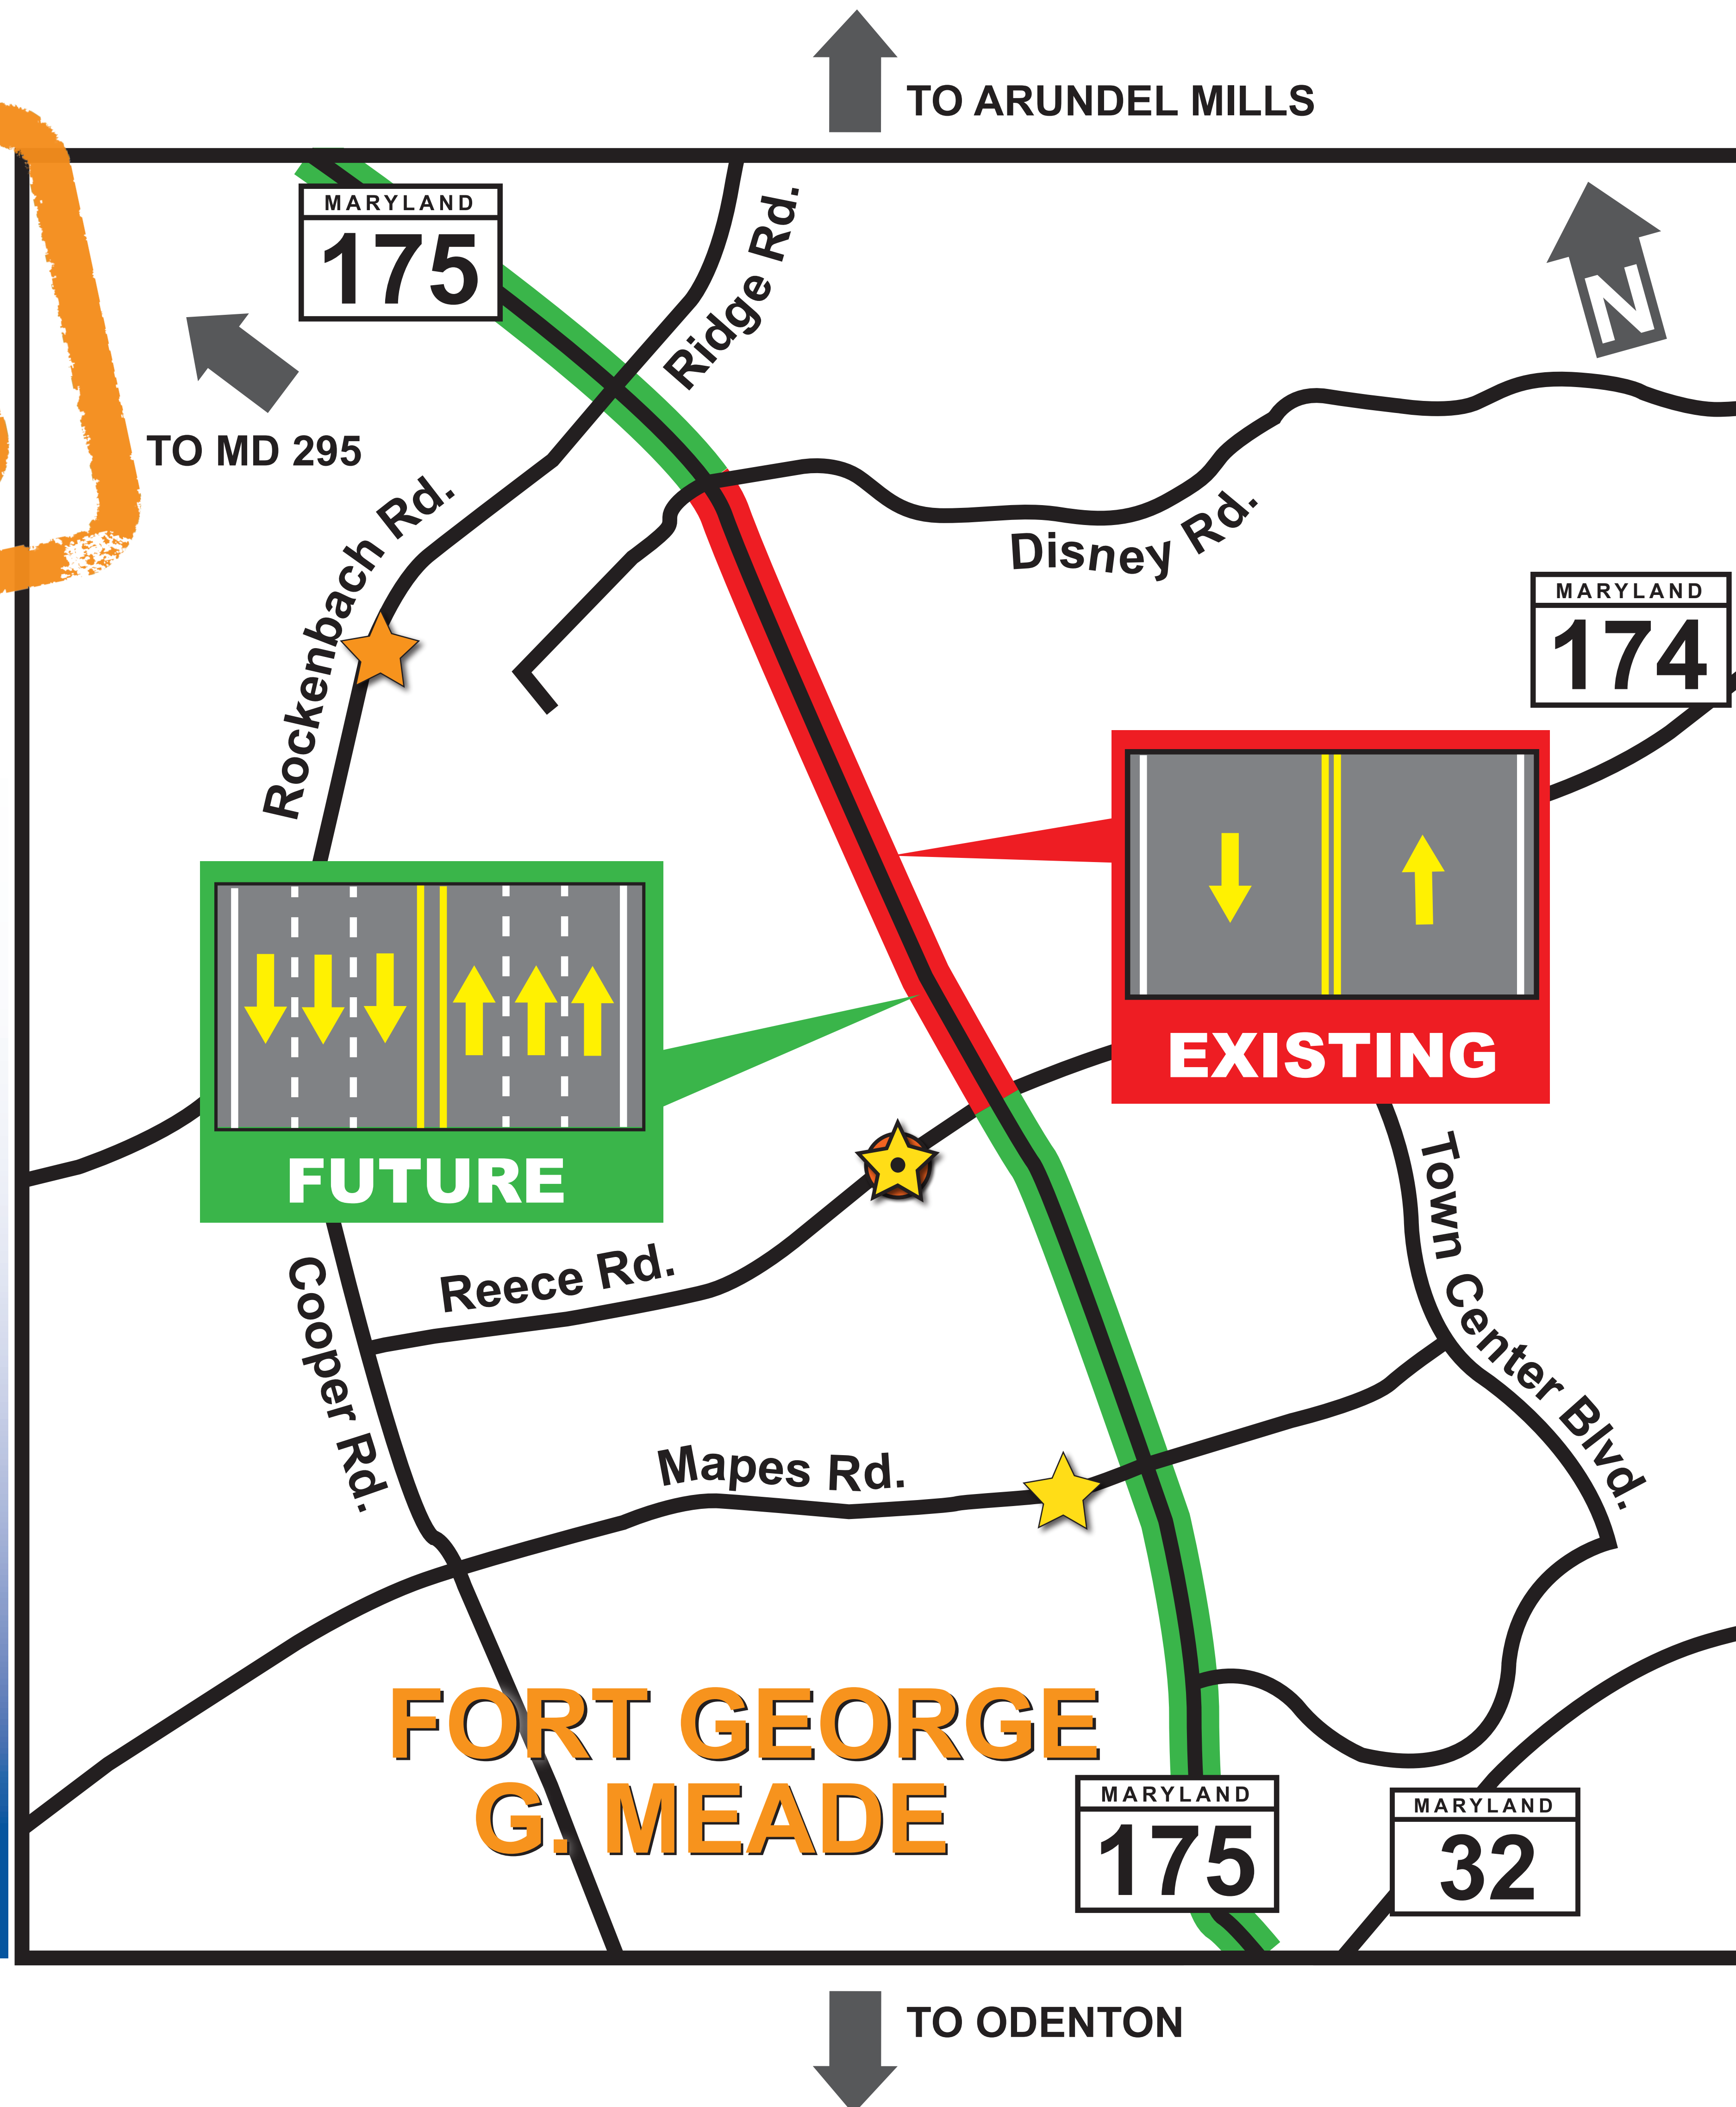 TO ARUNDEL MILLS
MARYLAND
175
Ridge Rd.
N
TO MD 295
Rockenbach Rd.
Disney Rd.
MARYLAND
174
EXISTING
FUTURE
Town Center Blvd.
Reece Rd.
Cooper Rd.
Mapes Rd.
FORT GEORGE
G. MEADE
MARYLAND
175
MARYLAND
32
TO ODENTON